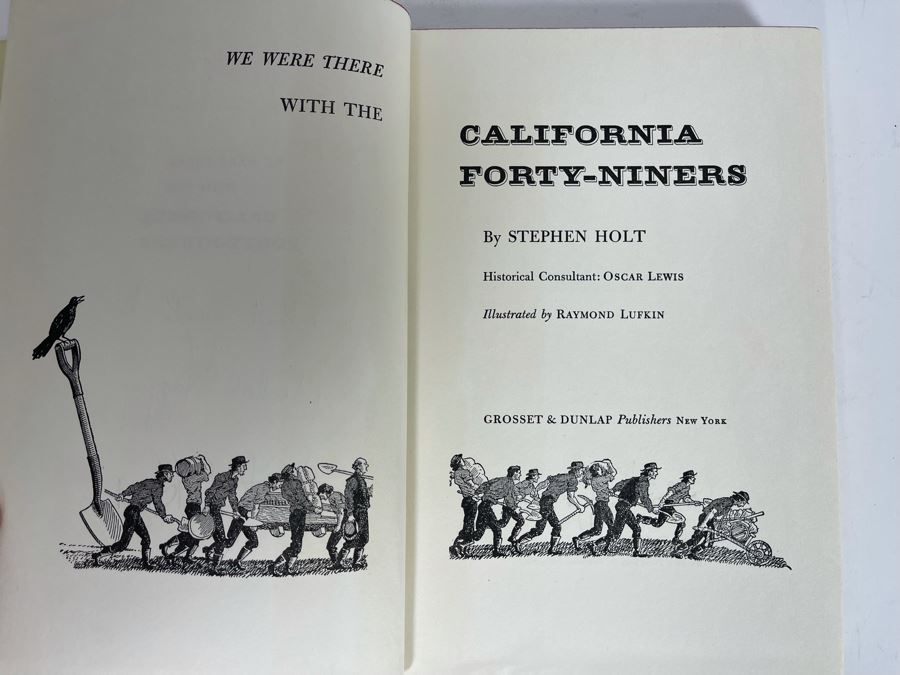 WE WERE THERE
WITH THE
CALIFORNIA
FORTY-NINERS
By STEPHEN HOLT
Historical Consultant: OSCAR LEWIS
Illustrated by RAYMOND LUFKIN
GROSSET & DUNLAP Publishers NEW YORK